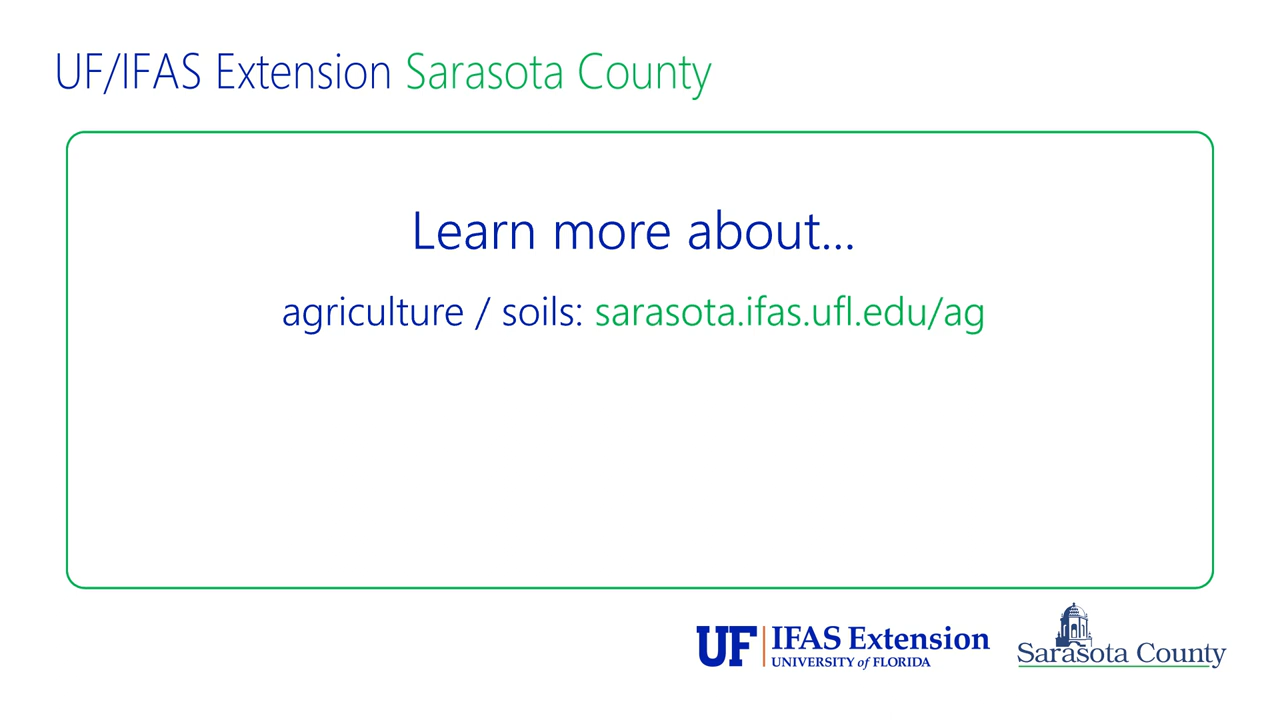 UF/IFAS Extension Sarasota County
Learn more about...
agriculture / soils: sarasota.ifas.ufl.edu/ag
UF IFAS Extension
UNIVERSITY of FLORIDA
Sarasota County